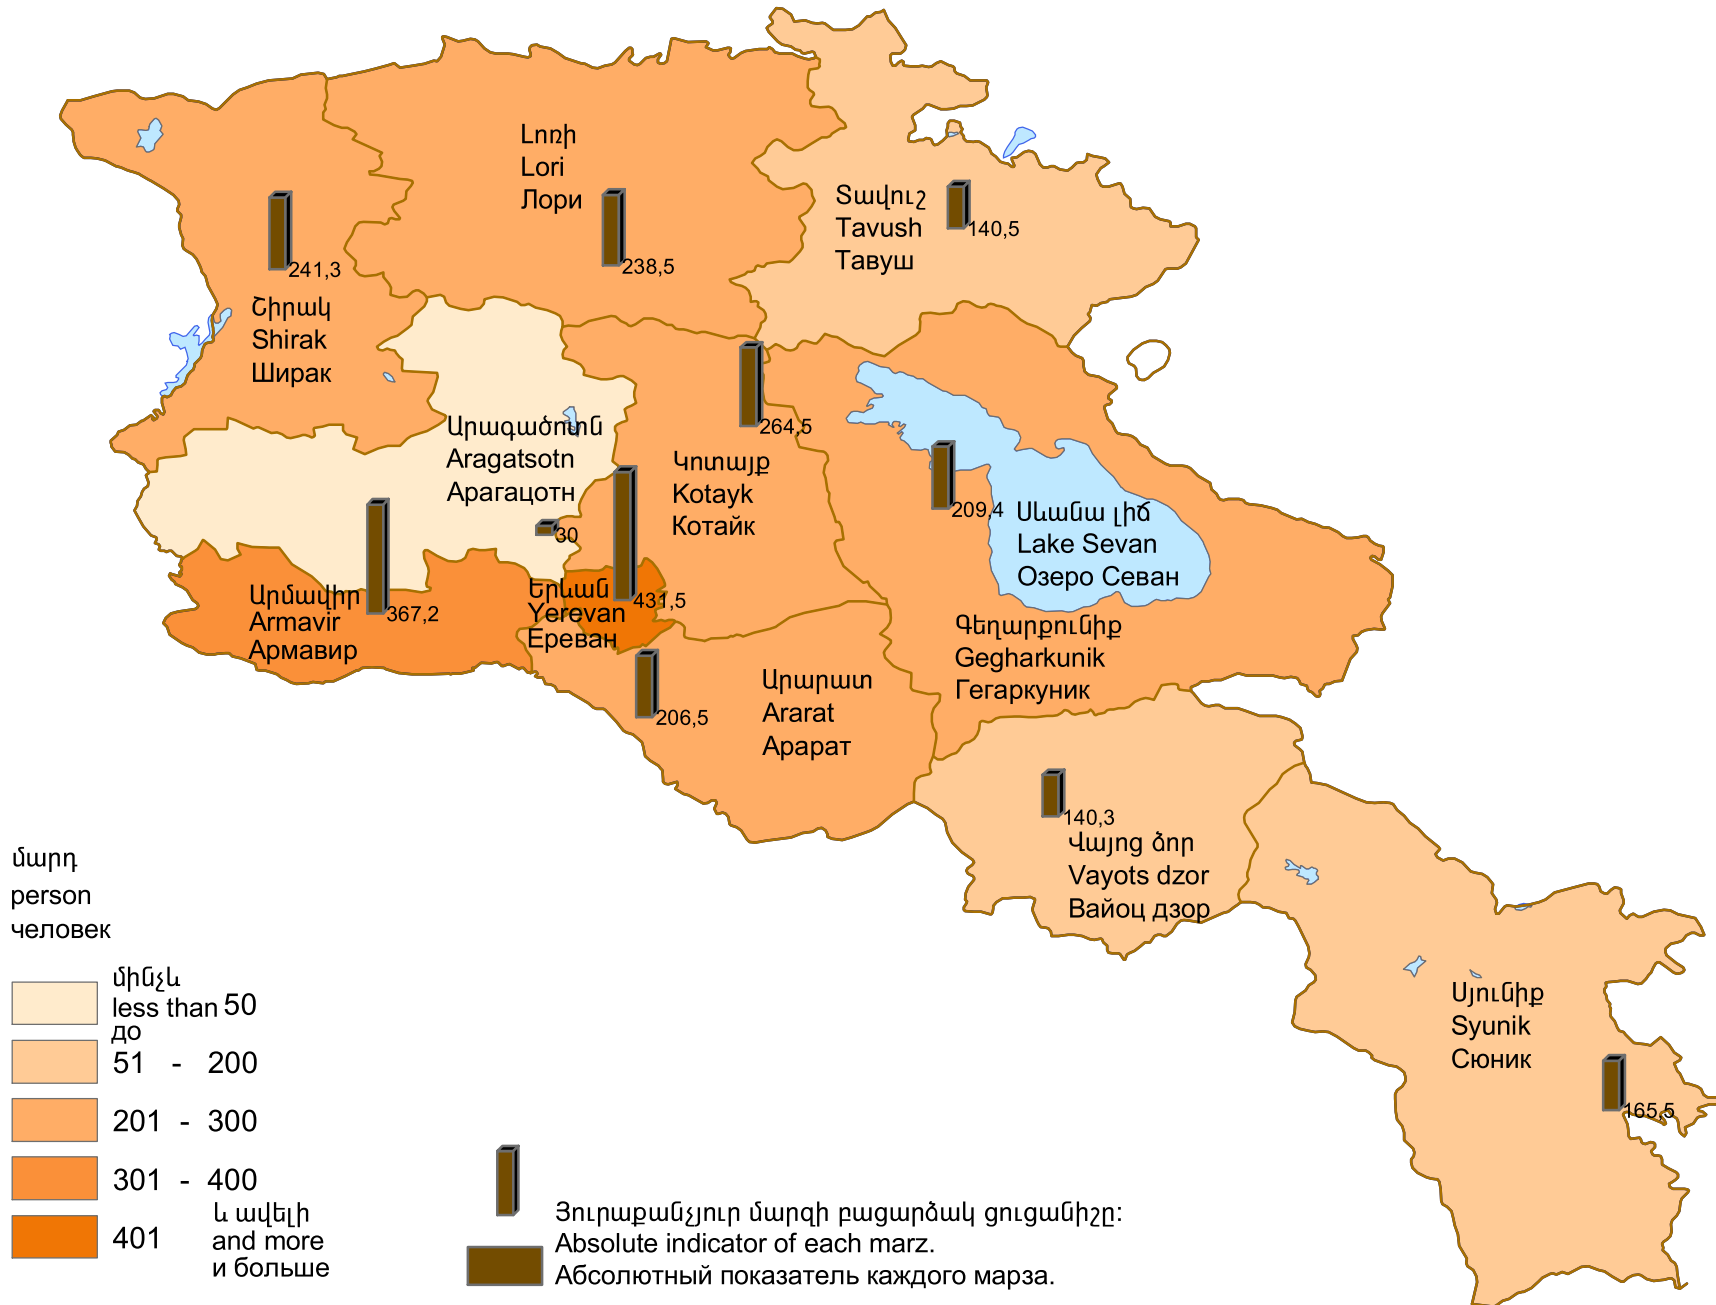 Լոռի
Lori
Лори
238,5
Տավուշ
Tavush
Тавуш
140,5
241,3
Շիրակ
Shirak
Ширак
Արագածոտն
Aragatsotn
Арагацотн
30
264,5
Կոտայք
Kotayk
Котайк
209,4
Սևանա լիճ
Lake Sevan
Озеро Севан
Արմավիր
Armavir
Армавир
367,2
Երևան
Yerevan
Ереван
431,5
Գեղարքունիք
Gegharkunik
Гегаркуник
206,5
Արարատ
Ararat
Арарат
140,3
Վայոց ձոր
Vayots dzor
Вайоц дзор
Սյունիք
Syunik
Сюник
165,5
մարդ
person
человек
մինչև
less than 50
до
51 - 200
201 - 300
301 - 400
401
և ավելի
and more
и больше
Յուրաքանչյուր մարզի բացարձակ ցուցանիշը:
Absolute indicator of each marz.
Абсолютный показатель каждого марза.